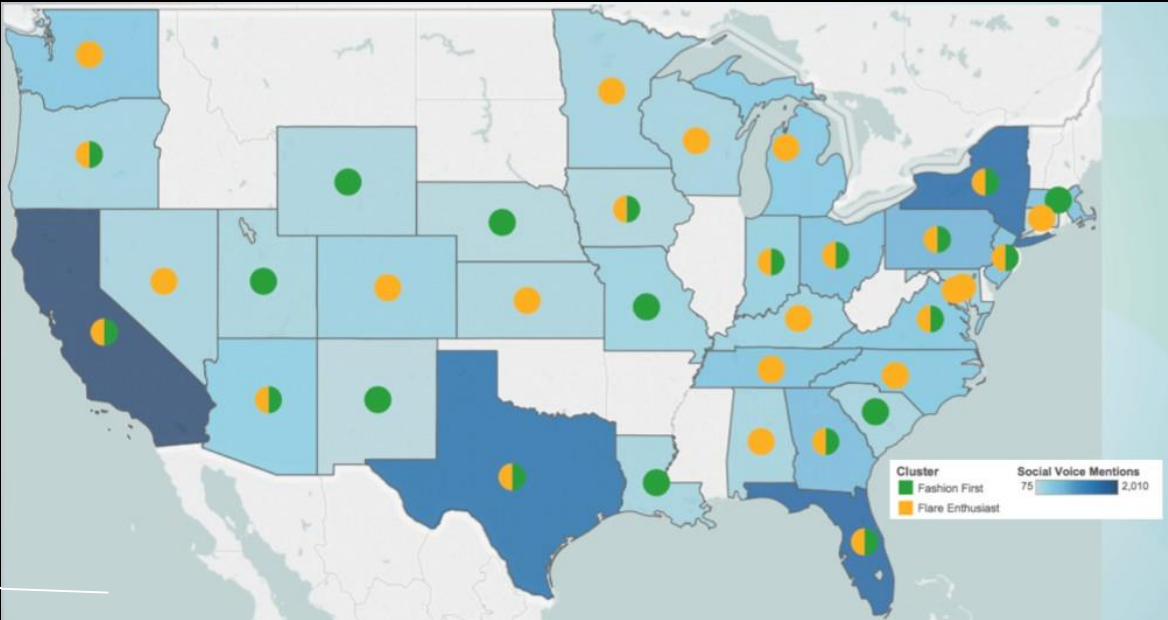 Cluster
Fashion First
Flare Enthusiast
Social Voice Mentions
75 2,010